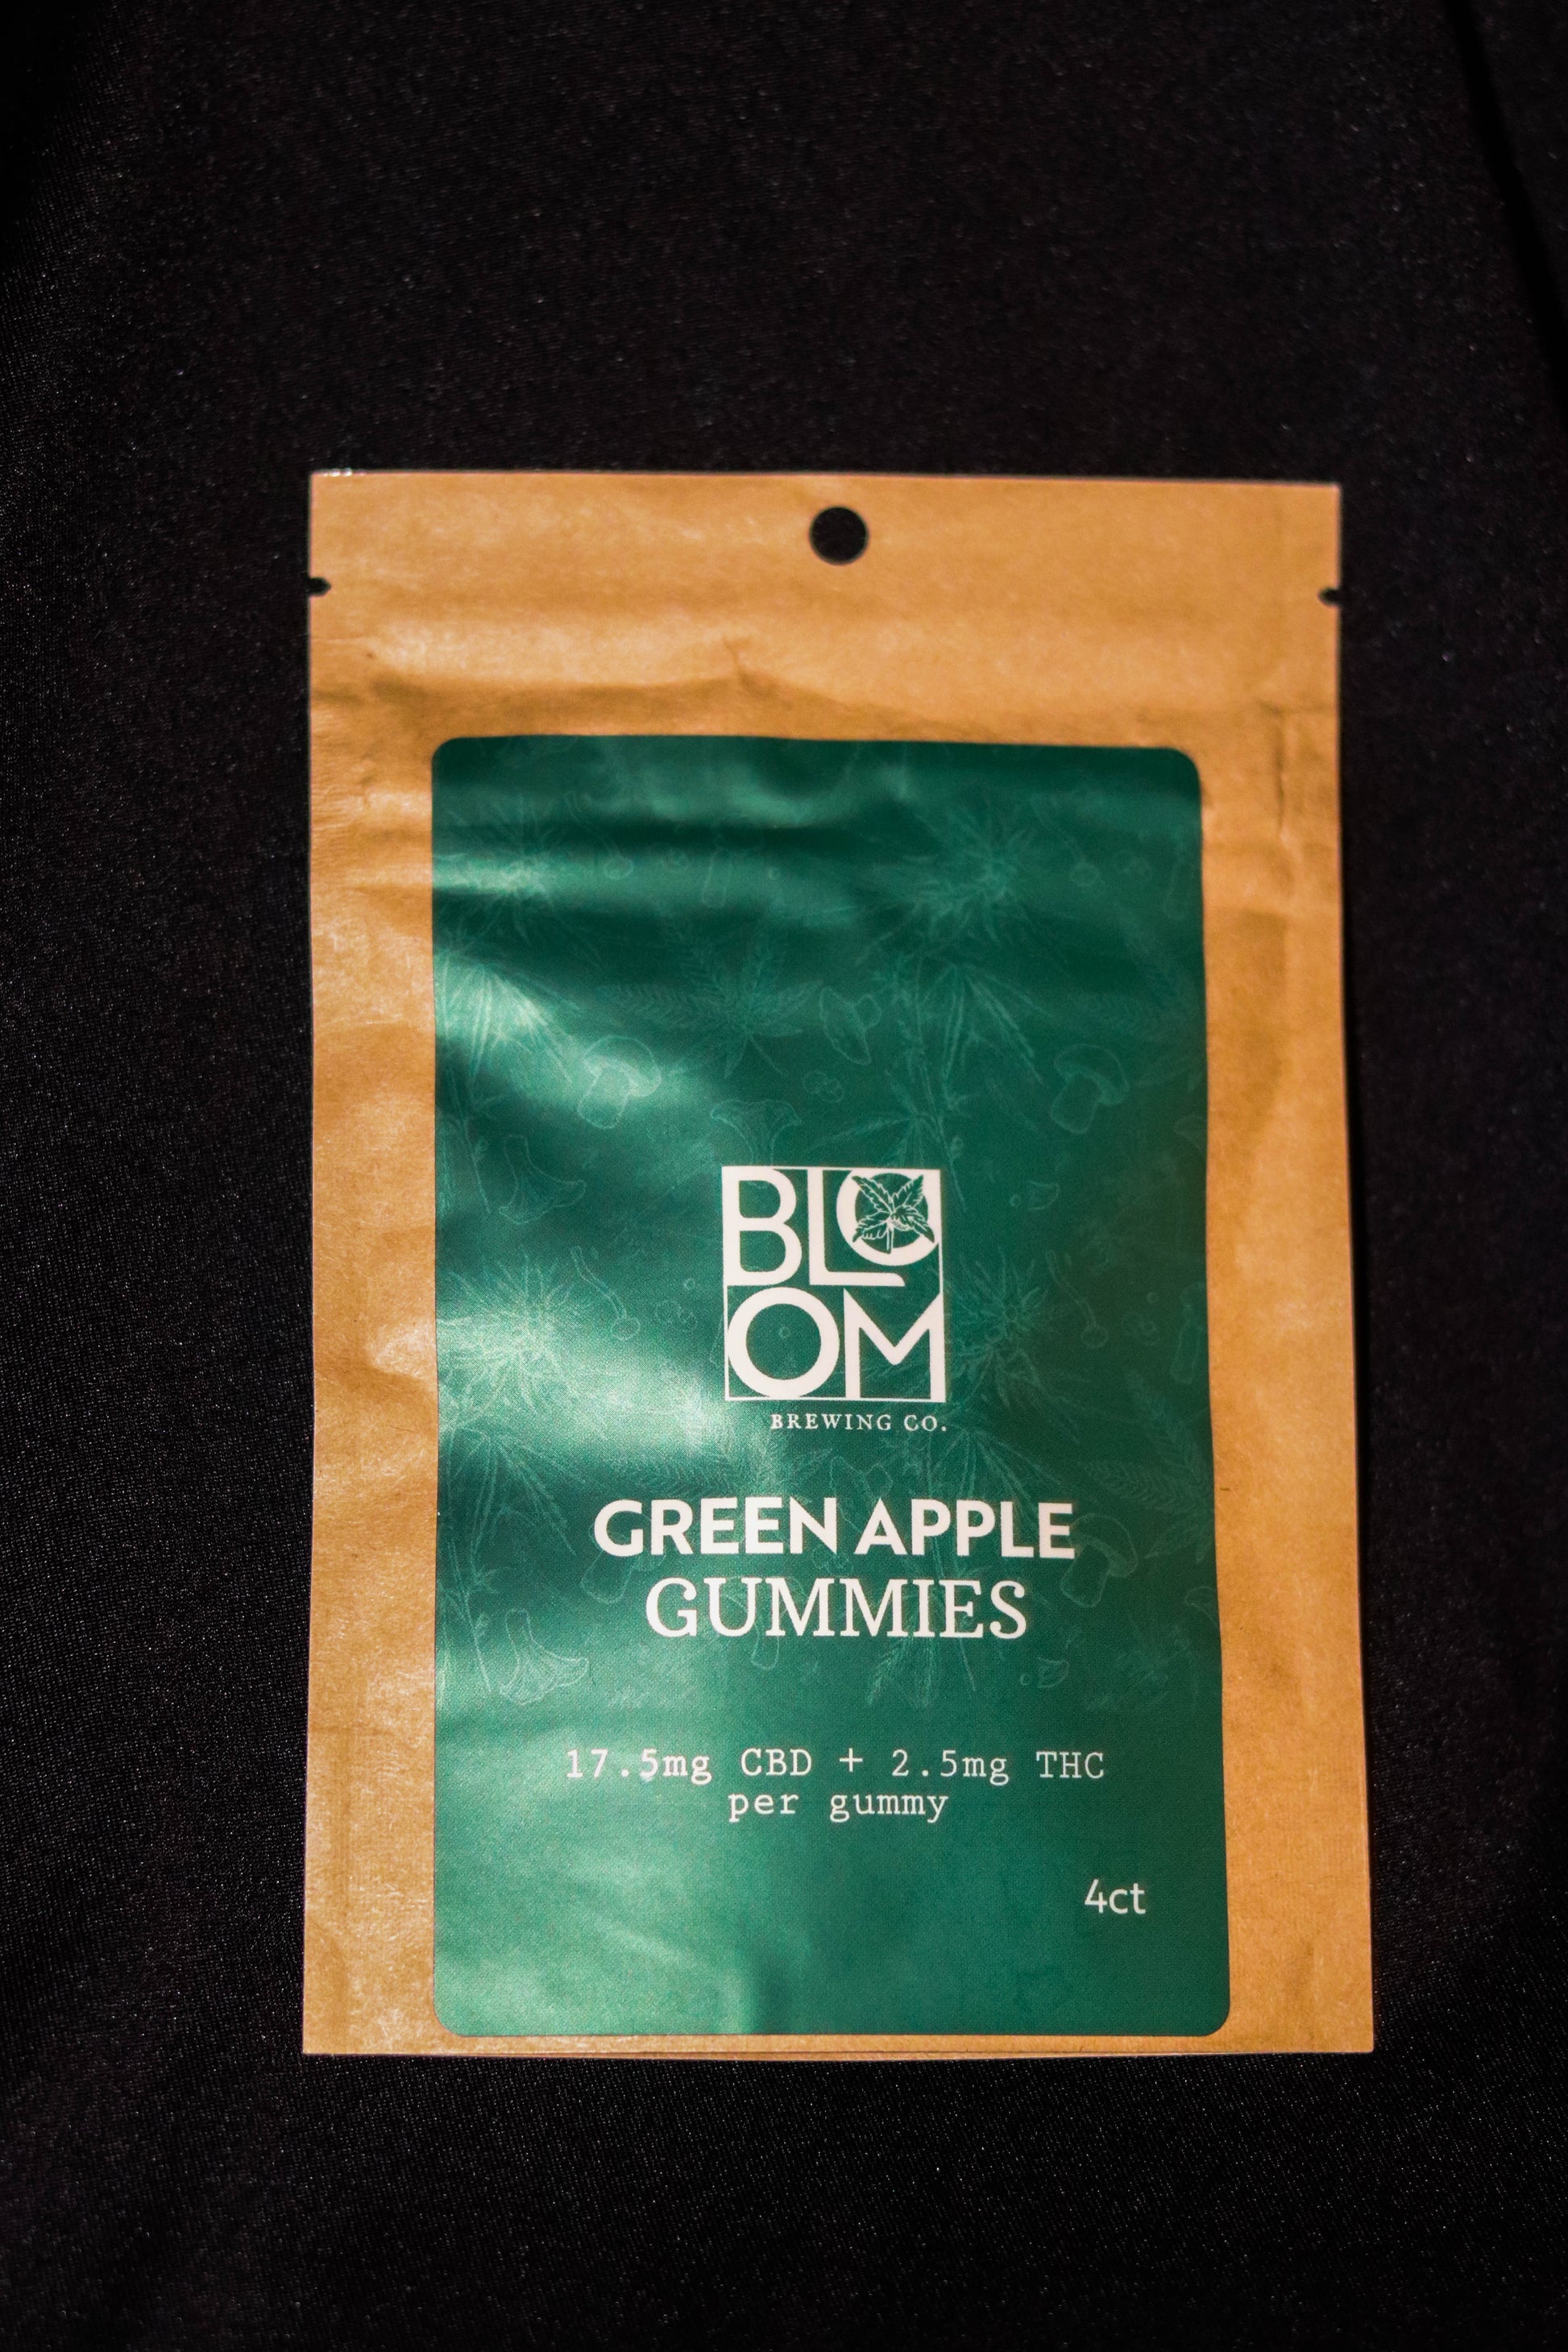 BLOOM
BREWING CO.
GREEN APPLE
GUMMIES
17.5mg CBD + 2.5mg THC
per gummy
4ct